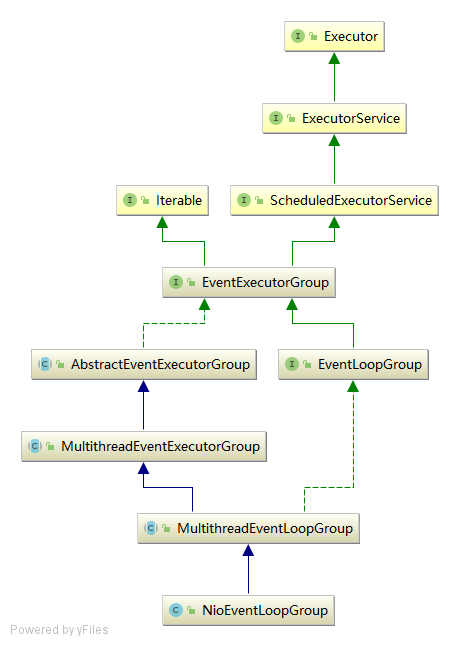 I Executor
I ExecutorService
I Iterable
I ScheduledExecutorService
I EventExecutorGroup
C AbstractEventExecutorGroup
I EventLoopGroup
C MultithreadEventExecutorGroup
C MultithreadEventLoopGroup
C NioEventLoopGroup
Powered by yFiles